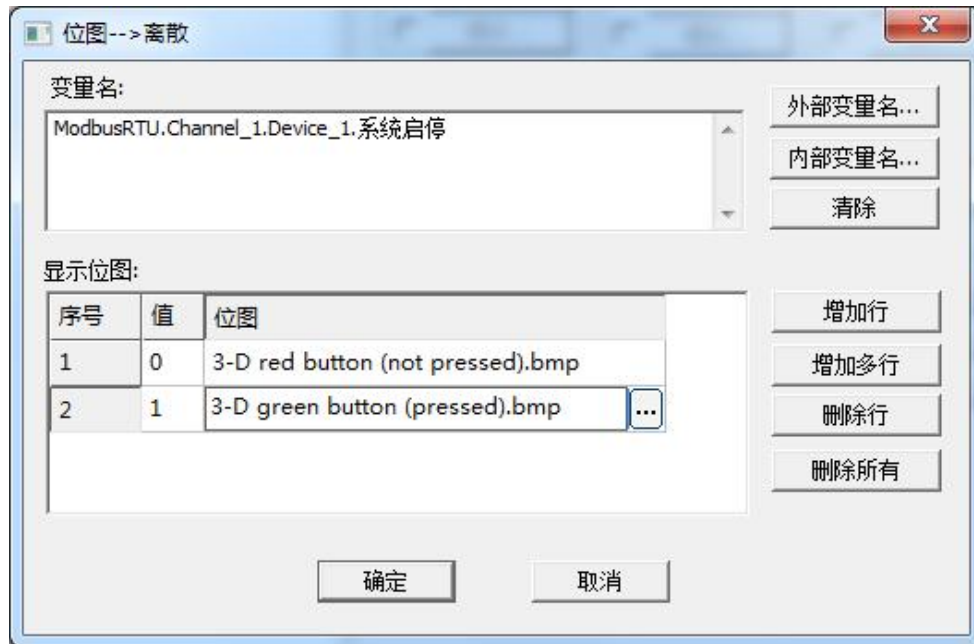 位图-->离散
变量名:
ModbusRTU.Channel_1.Device_1.系统启停
外部变量名...
内部变量名...
清除
显示位图:
序号 值 位图
1 0 3-D red button (not pressed).bmp
2 1 3-D green button (pressed).bmp ...
增加行
增加多行
删除行
删除所有
确定 取消